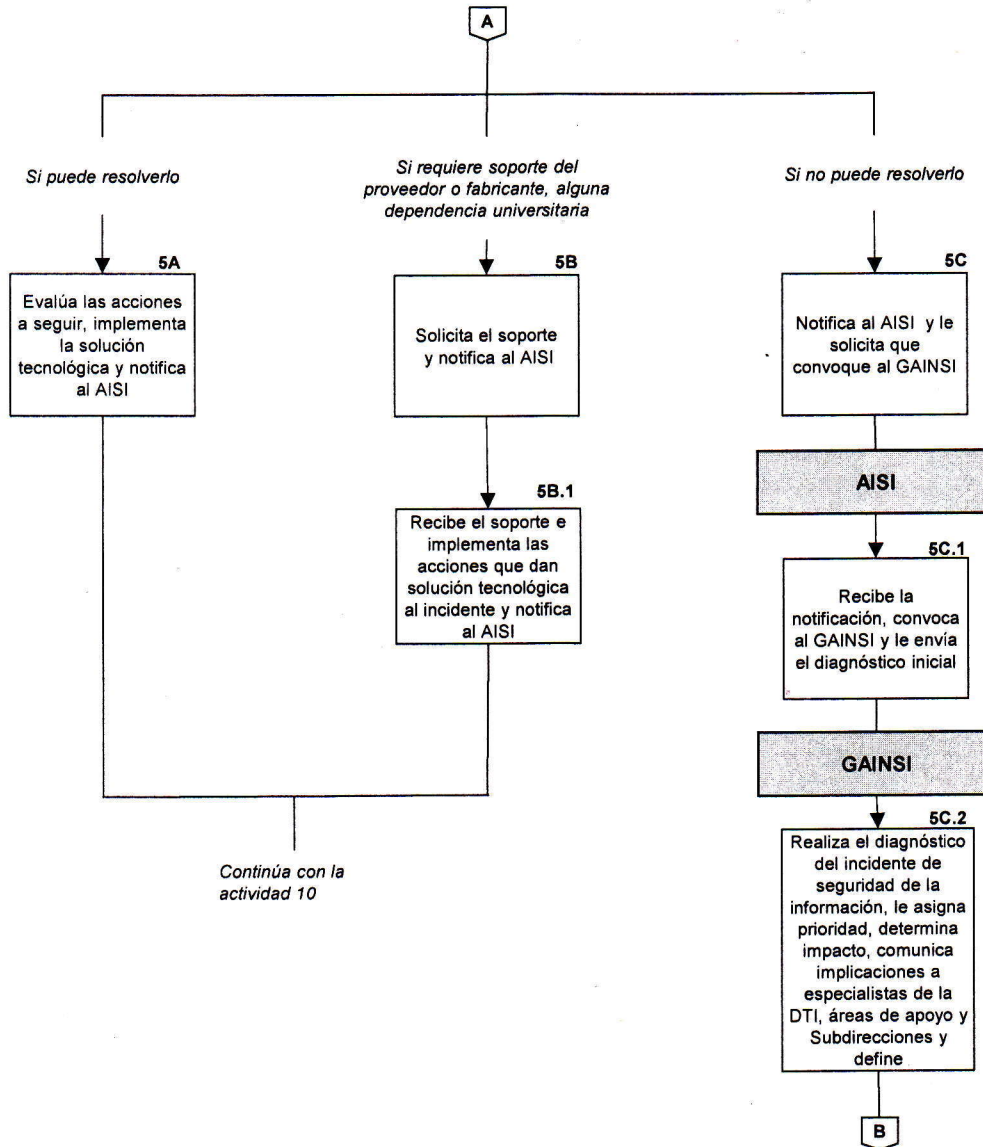 A
Si puede resolverlo
Si requiere soporte del
proveedor o fabricante, alguna
dependencia universitaria
Si no puede resolverlo
5A
Evalúa las acciones
a seguir, implementa
la solución
tecnológica y notifica
al AISI
5B
Solicita el soporte
y notifica al AISI
5C
Notifica al AISI y le
solicita que
convoque al GAINSI
AISI
5B.1
Recibe el soporte e
implementa las
acciones que dan
solución tecnológica
al incidente y notifica
al AISI
5C.1
Recibe la
notificación, convoca
al GAINSI y le envía
el diagnóstico inicial
GAINSI
Continúa con la
actividad 10
5C.2
Realiza el diagnóstico
del incidente de
seguridad de la
información, le asigna
prioridad, determina
impacto, comunica
implicaciones a
especialistas de la
DTI, áreas de apoyo y
Subdirecciones y
define
B